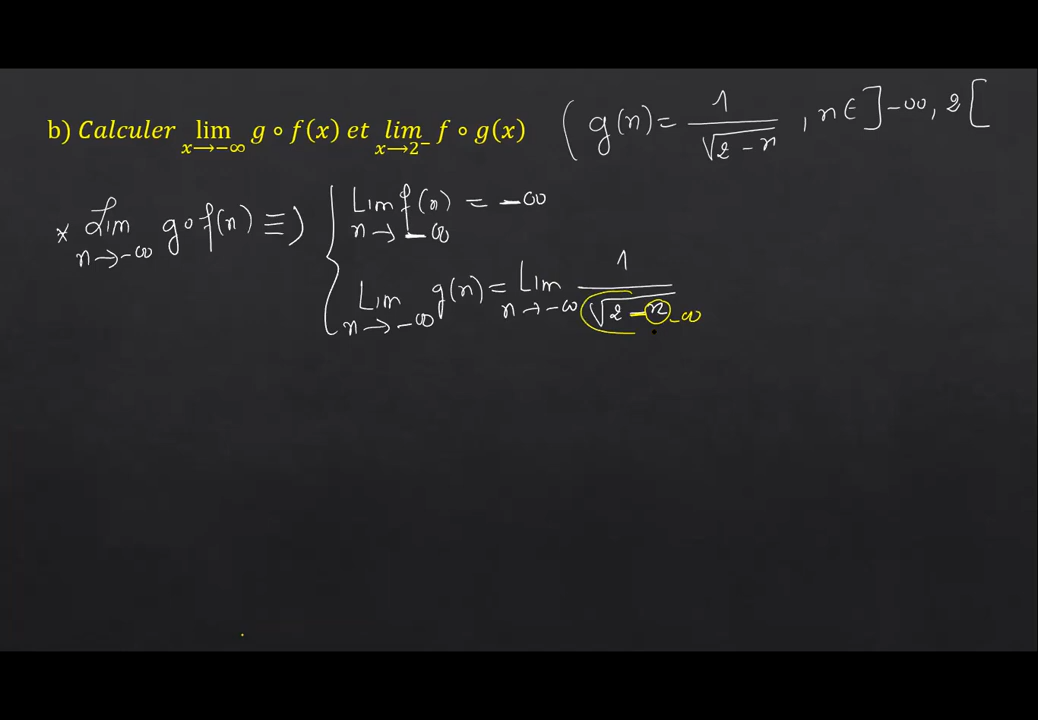 b) Calculer lim x⟶−∞ g ∘ f(x) et lim x⟶2⁻ f ∘ g(x)
( g(x) = 1/√(2 − x) , x ∈ ]−∞, 2[
* Lim x→−∞ g∘f(x) ≡) { Lim x→−∞ f(x) = −∞
Lim x→−∞ g(x) = Lim x→−∞ 1/√(2 − x) −∞